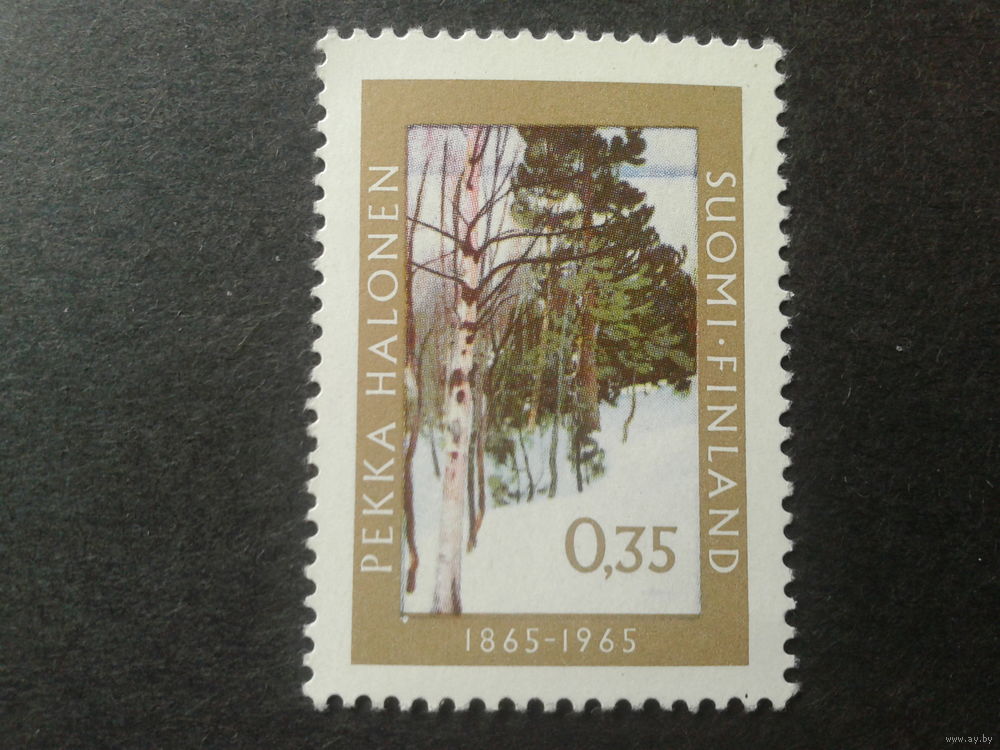 PEKKA HALONEN
SUOMI·FINLAND
0,35
1865-1965
www.ay.by